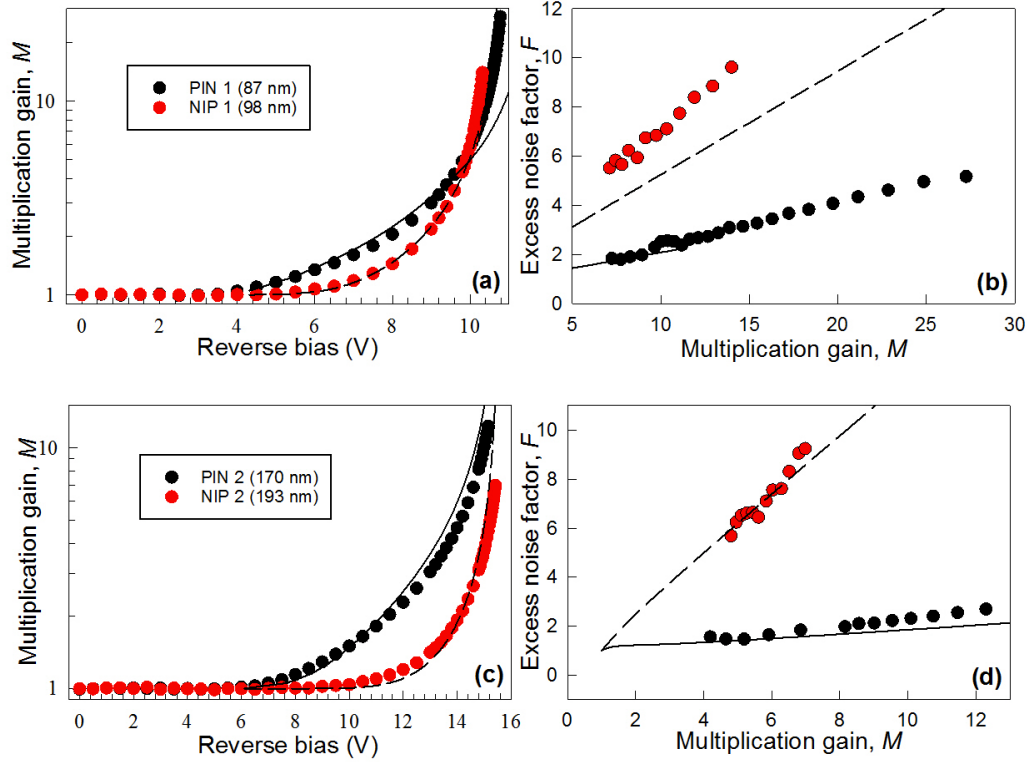 Multiplication gain, M
10
1
PIN 1 (87 nm)
NIP 1 (98 nm)
(a)
0 2 4 6 8 10
Reverse bias (V)
Excess noise factor, F
12
10
8
6
4
2
0
(b)
5 10 15 20 25 30
Multiplication gain, M
Multiplication gain, M
10
1
PIN 2 (170 nm)
NIP 2 (193 nm)
(c)
0 2 4 6 8 10 12 14 16
Reverse bias (V)
Excess noise factor, F
10
8
6
4
2
0
(d)
0 2 4 6 8 10 12
Multiplication gain, M